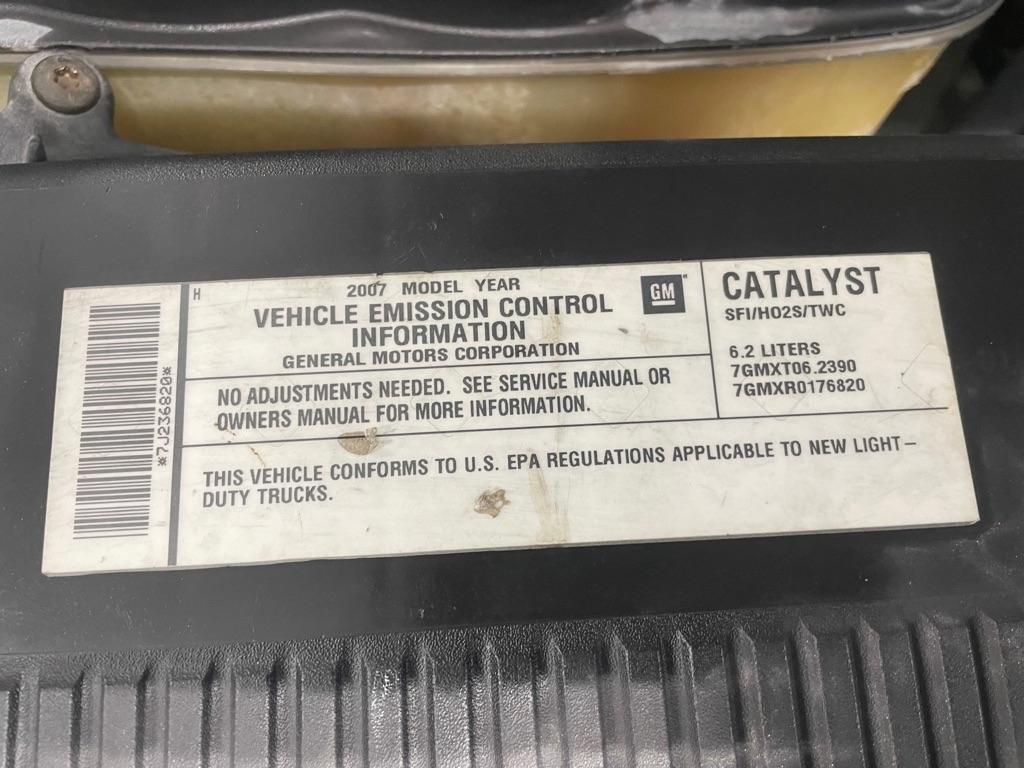 *7J236820*
H
2007 MODEL YEAR
VEHICLE EMISSION CONTROL
INFORMATION
GENERAL MOTORS CORPORATION
GM
NO ADJUSTMENTS NEEDED. SEE SERVICE MANUAL OR
OWNERS MANUAL FOR MORE INFORMATION.
CATALYST
SFI/HO2S/TWC
6.2 LITERS
7GMXT06.2390
7GMXR0176820
THIS VEHICLE CONFORMS TO U.S. EPA REGULATIONS APPLICABLE TO NEW LIGHT–
DUTY TRUCKS.